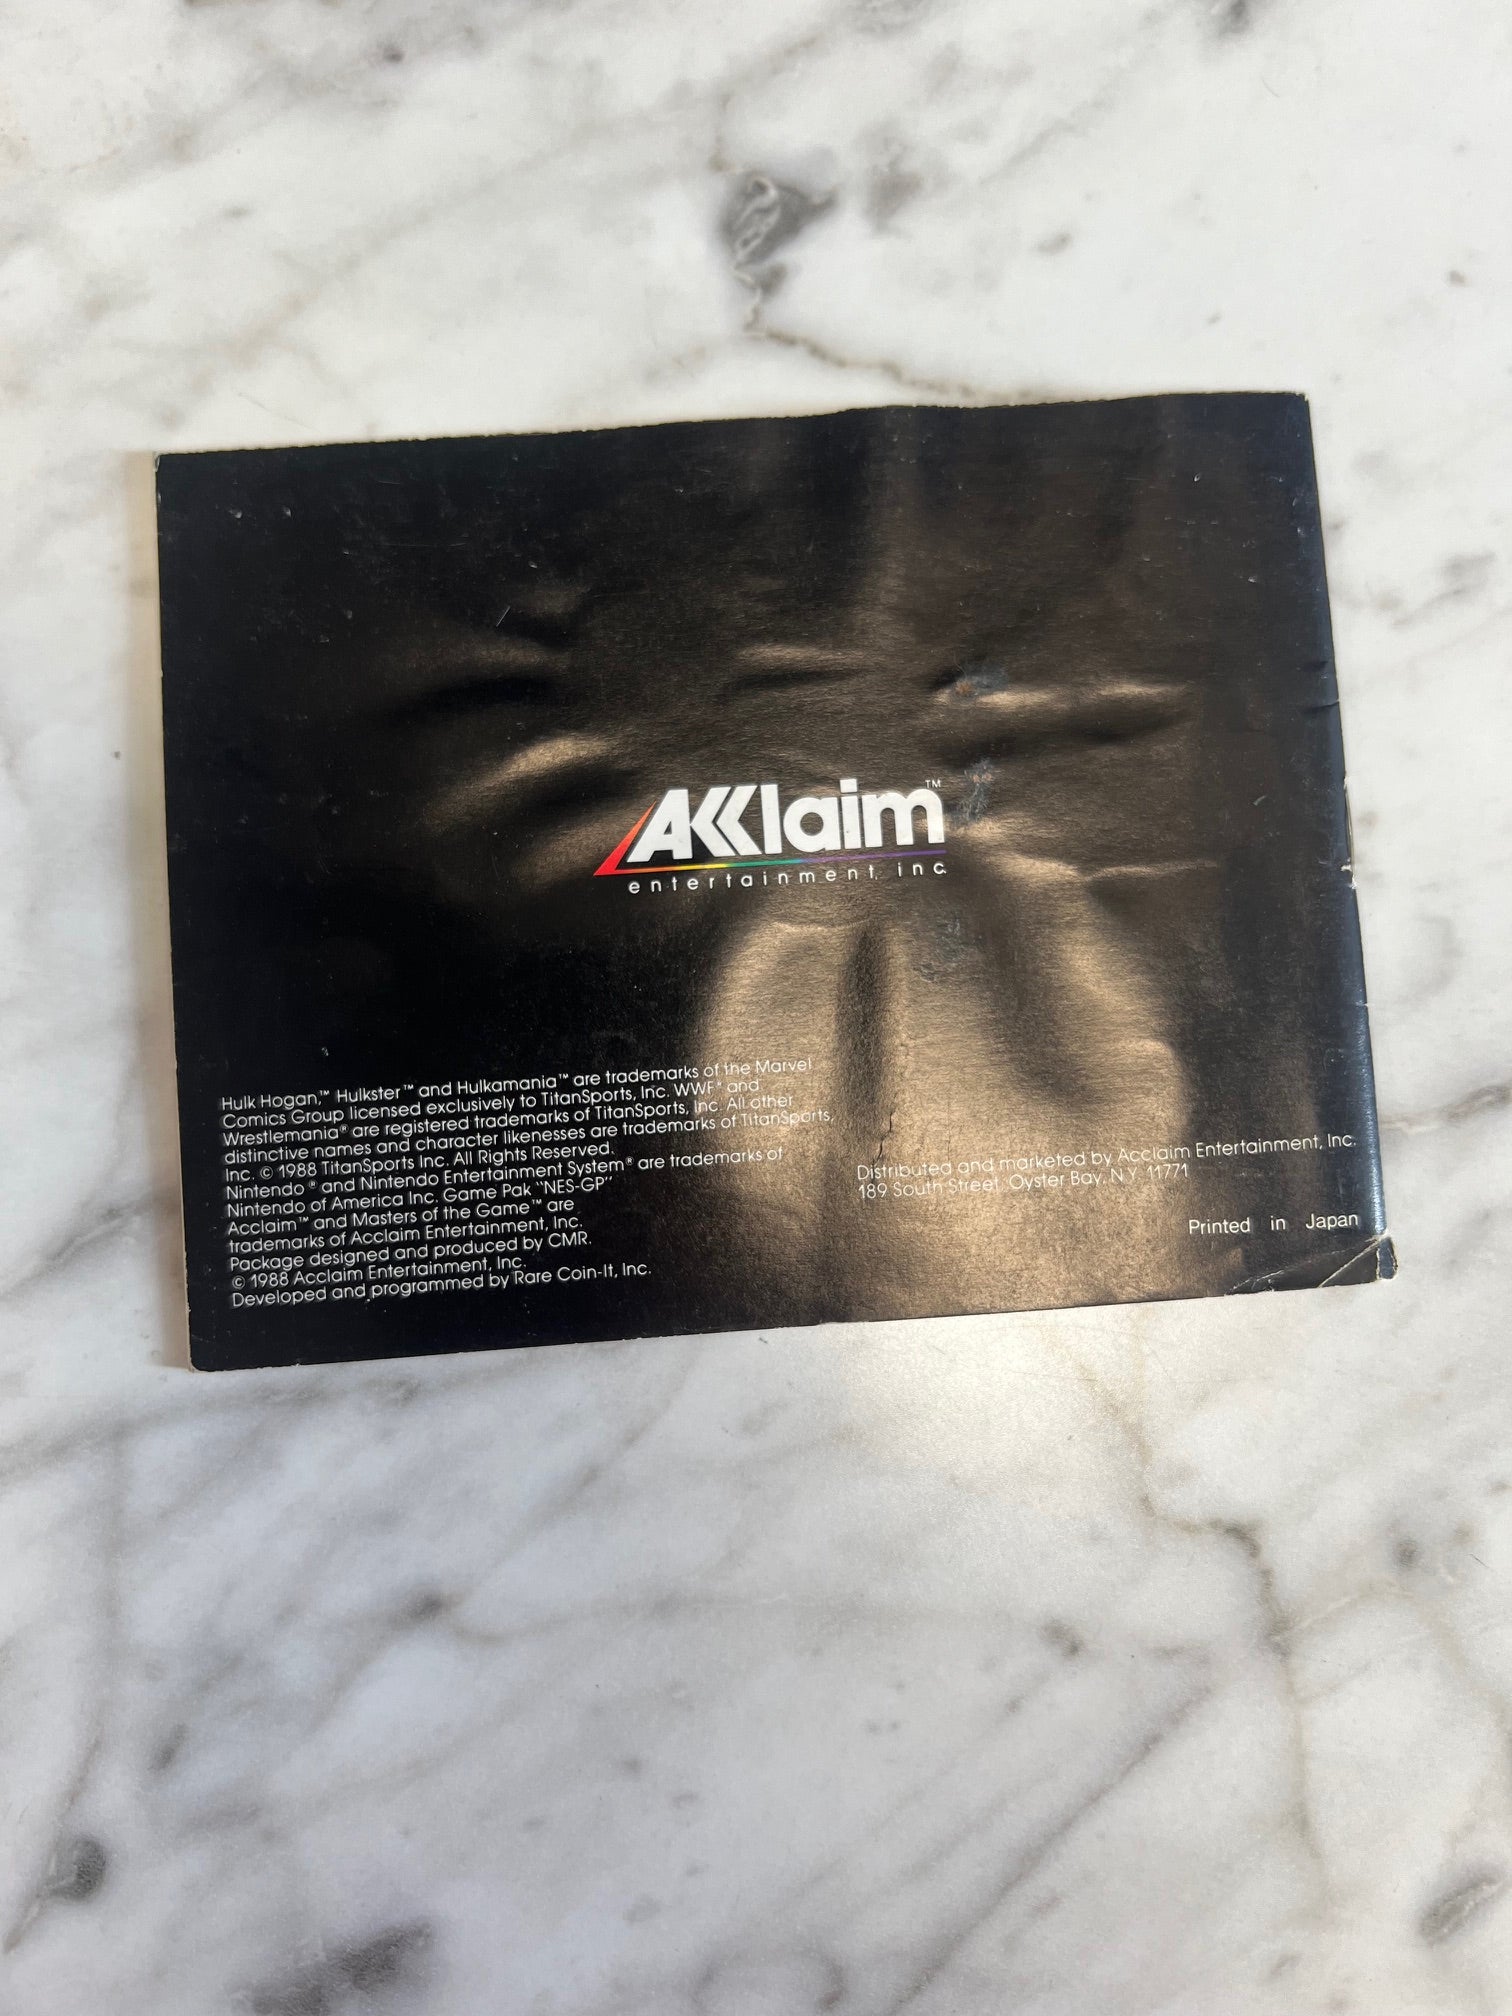 Acclaim™
entertainment, inc.
Hulk Hogan,™ Hulkster™ and Hulkamania™ are trademarks of the Marvel
Comics Group licensed exclusively to TitanSports, Inc. WWF® and
Wrestlemania® are registered trademarks of TitanSports, Inc. All other
distinctive names and character likenesses are trademarks of TitanSports,
Inc. © 1988 TitanSports Inc. All Rights Reserved.
Nintendo® and Nintendo Entertainment System® are trademarks of
Nintendo of America Inc. Game Pak "NES-GP"
Acclaim™ and Masters of the Game™ are
trademarks of Acclaim Entertainment, Inc.
Package designed and produced by CMR.
© 1988 Acclaim Entertainment, Inc.
Developed and programmed by Rare Coin-It, Inc.
Distributed and marketed by Acclaim Entertainment, Inc.
189 South Street, Oyster Bay, N.Y. 11771
Printed in Japan